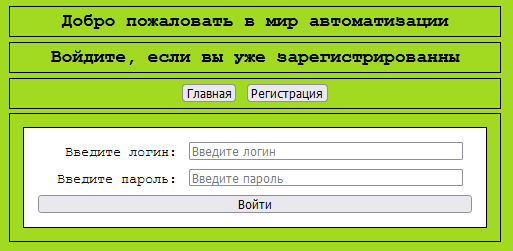 Добро пожаловать в мир автоматизации
Войдите, если вы уже зарегистрированны
Главная Регистрация
Введите логин: Введите логин
Введите пароль: Введите пароль
Войти